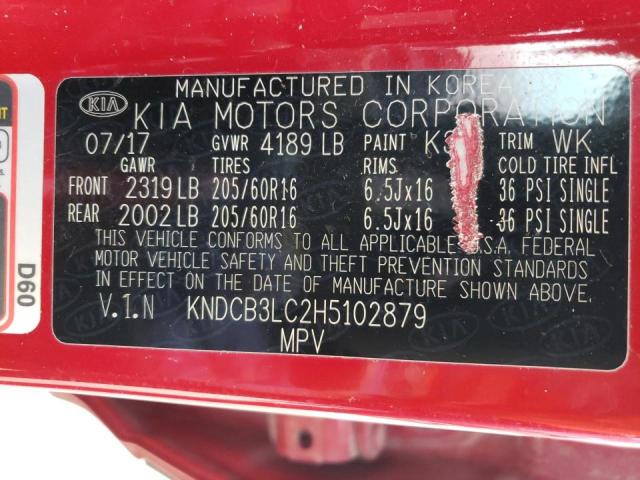 MANUFACTURED IN KOREA
KIA KIA MOTORS CORPORATION
07/17 GVWR 4189 LB PAINT TRIM WK
GAWR TIRES RIMS COLD TIRE INFL
FRONT 2319 LB 205/60R16 6.5Jx16 36 PSI SINGLE
REAR 2002 LB 205/60R16 6.5Jx16 36 PSI SINGLE
THIS VEHICLE CONFORMS TO ALL APPLICABLE U.S.A. FEDERAL
MOTOR VEHICLE SAFETY AND THEFT PREVENTION STANDARDS
IN EFFECT ON THE DATE OF MANUFACTURE SHOWN ABOVE.
V.I.N KNDCB3LC2H5102879
MPV
D60